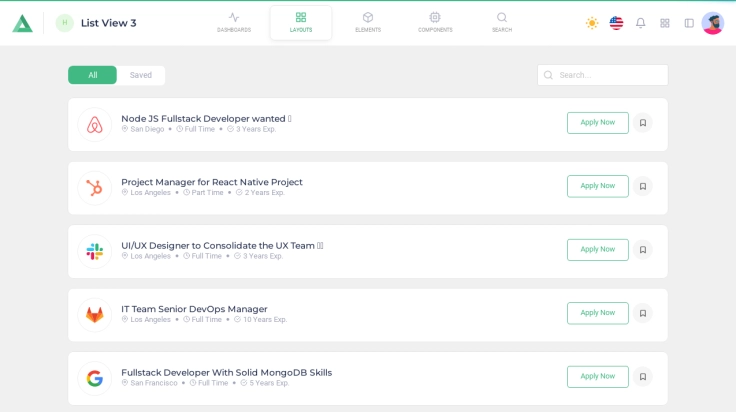 H List View 3
DASHBOARDS
LAYOUTS
ELEMENTS
COMPONENTS
SEARCH
All
Saved
Search...
Node JS Fullstack Developer wanted
San Diego • Full Time • 3 Years Exp.
Apply Now
Project Manager for React Native Project
Los Angeles • Part Time • 2 Years Exp.
Apply Now
UI/UX Designer to Consolidate the UX Team
Los Angeles • Full Time • 3 Years Exp.
Apply Now
IT Team Senior DevOps Manager
Los Angeles • Full Time • 10 Years Exp.
Apply Now
Fullstack Developer With Solid MongoDB Skills
San Francisco • Full Time • 5 Years Exp.
Apply Now